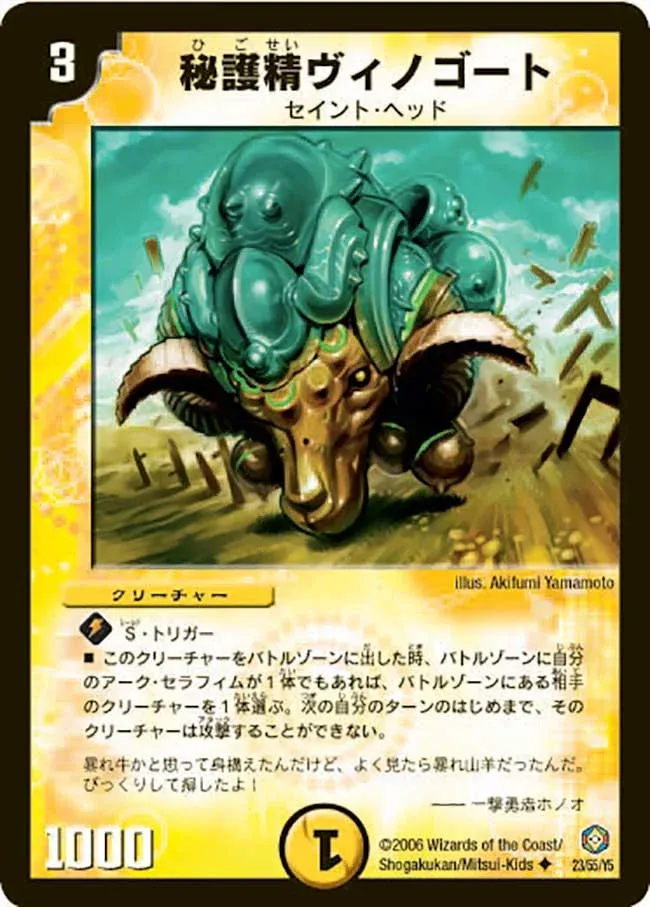 3
ひごせい
秘護精ヴィノゴート
セイント・ヘッド
illus. Akifumi Yamamoto
クリーチャー
S・トリガー
■ このクリーチャーをバトルゾーンに出した時、バトルゾーンに自分
のアーク・セラフィムが1体でもあれば、バトルゾーンにある相手
のクリーチャーを1体選ぶ。次の自分のターンのはじめまで、その
クリーチャーは攻撃することができない。
暴れ牛かと思って身構えたんだけど、よく見たら暴れ山羊だったんだ。
びっくりして損したよ!
—— 一撃勇者ホノオ
1000
1
©2006 Wizards of the Coast/
Shogakukan/Mitsui-Kids
23/55/Y5